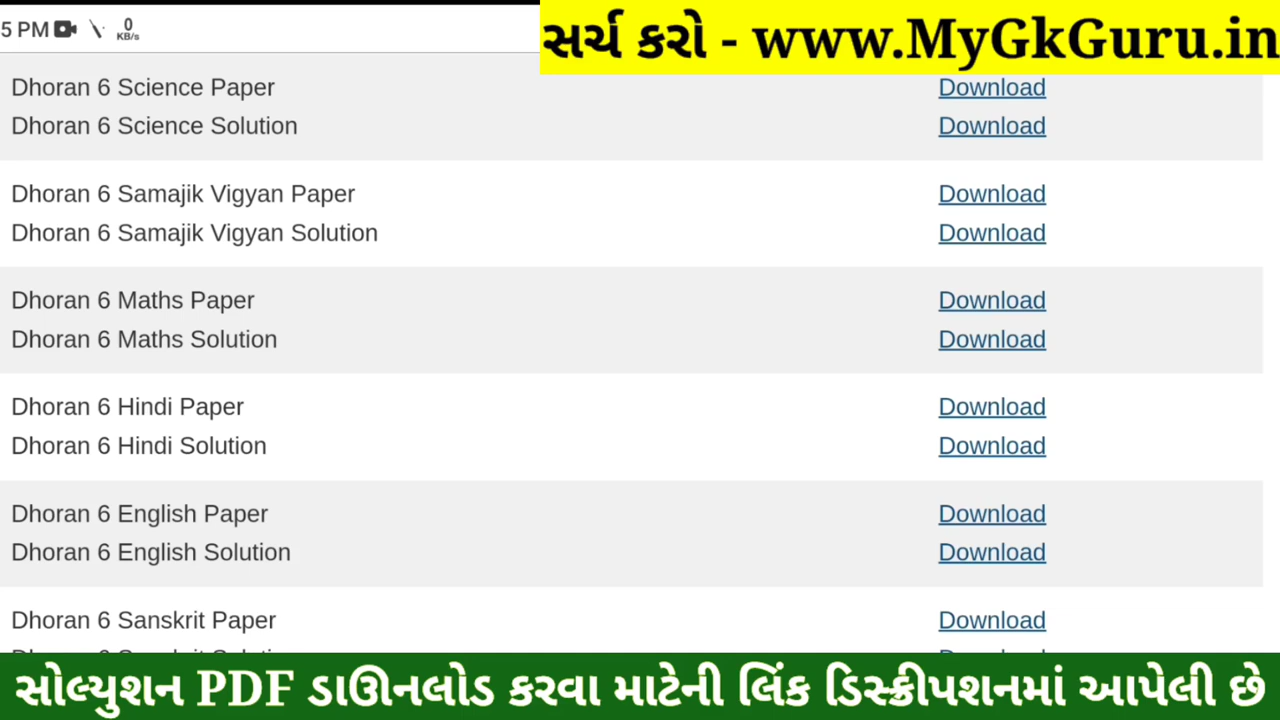 5 PM 0 KB/s
સર્ચ કરો - www.MyGkGuru.in
Dhoran 6 Science Paper Download
Dhoran 6 Science Solution Download
Dhoran 6 Samajik Vigyan Paper Download
Dhoran 6 Samajik Vigyan Solution Download
Dhoran 6 Maths Paper Download
Dhoran 6 Maths Solution Download
Dhoran 6 Hindi Paper Download
Dhoran 6 Hindi Solution Download
Dhoran 6 English Paper Download
Dhoran 6 English Solution Download
Dhoran 6 Sanskrit Paper Download
સોલ્યુશન PDF ડાઊનલોડ કરવા માટેની લિંક ડિસ્ક્રીપશનમાં આપેલી છે